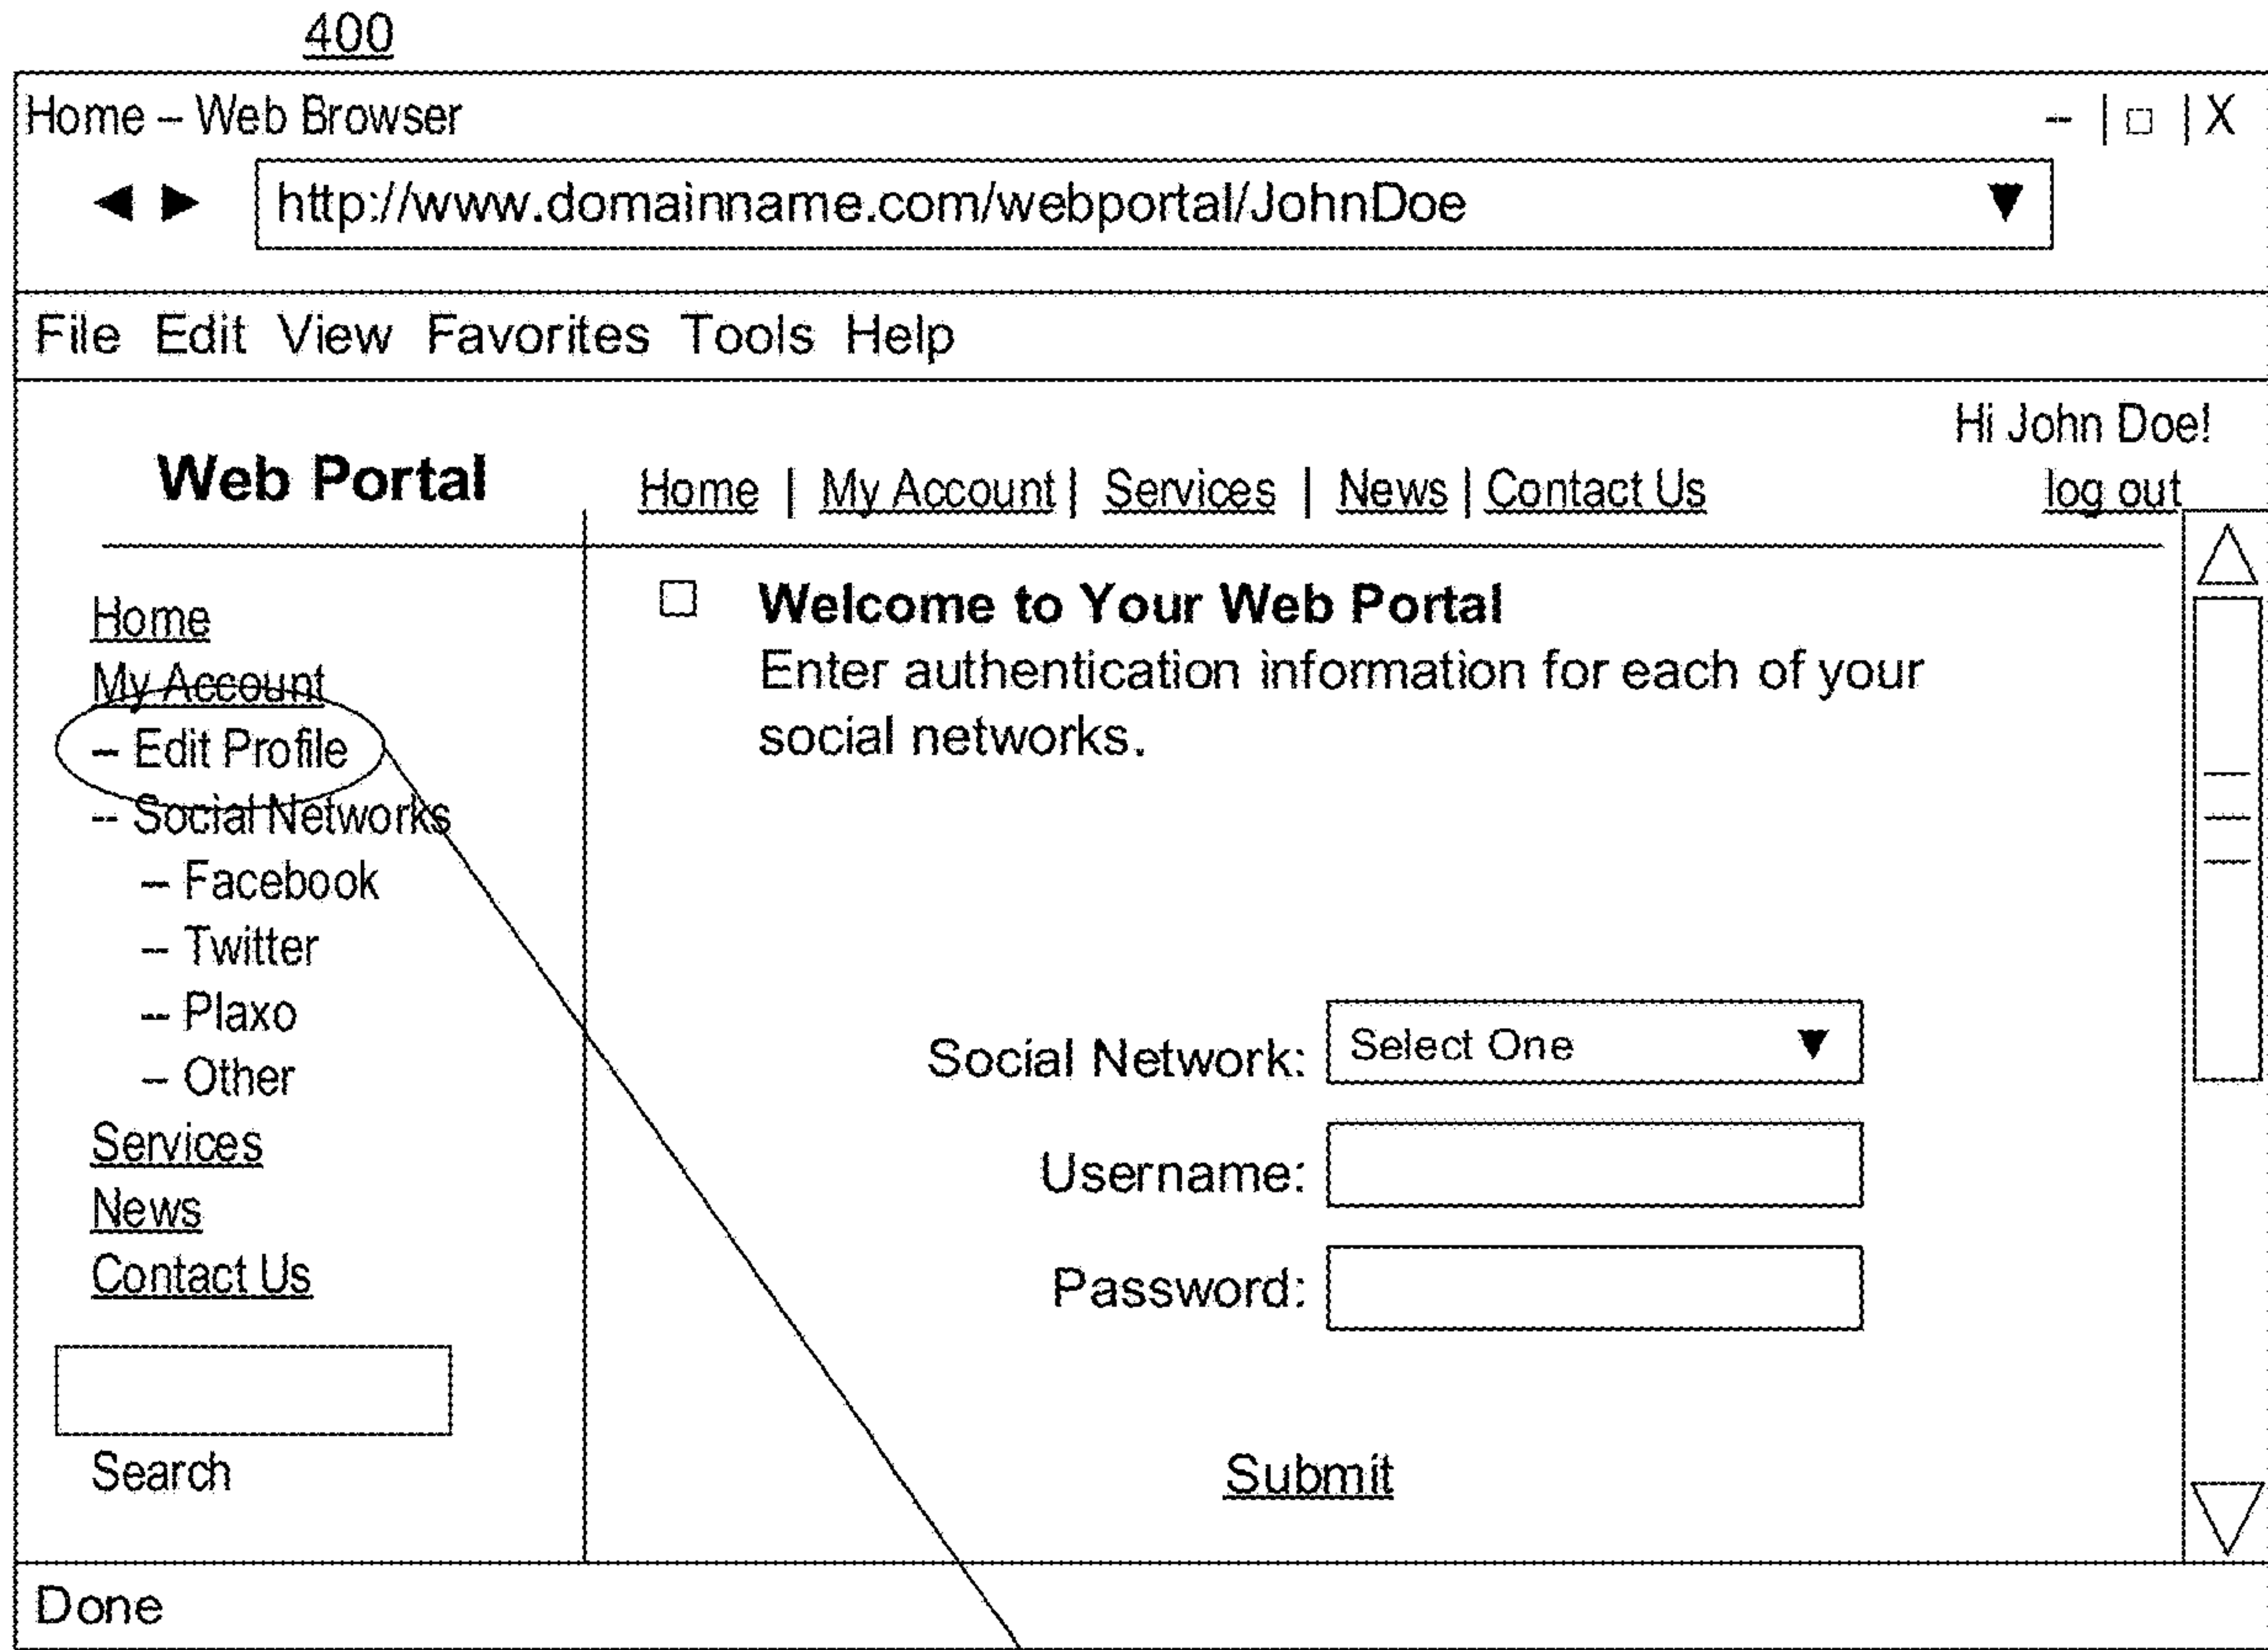 400
Home – Web Browser – | □ | X
http://www.domainname.com/webportal/JohnDoe
File Edit View Favorites Tools Help
Hi John Doe!
Web Portal
Home | My Account | Services | News | Contact Us
log out
Home
My Account
– Edit Profile
-- Social Networks
– Facebook
– Twitter
– Plaxo
– Other
Services
News
Contact Us
Search
Welcome to Your Web Portal
Enter authentication information for each of your
social networks.
Social Network: Select One
Username:
Password:
Submit
Done